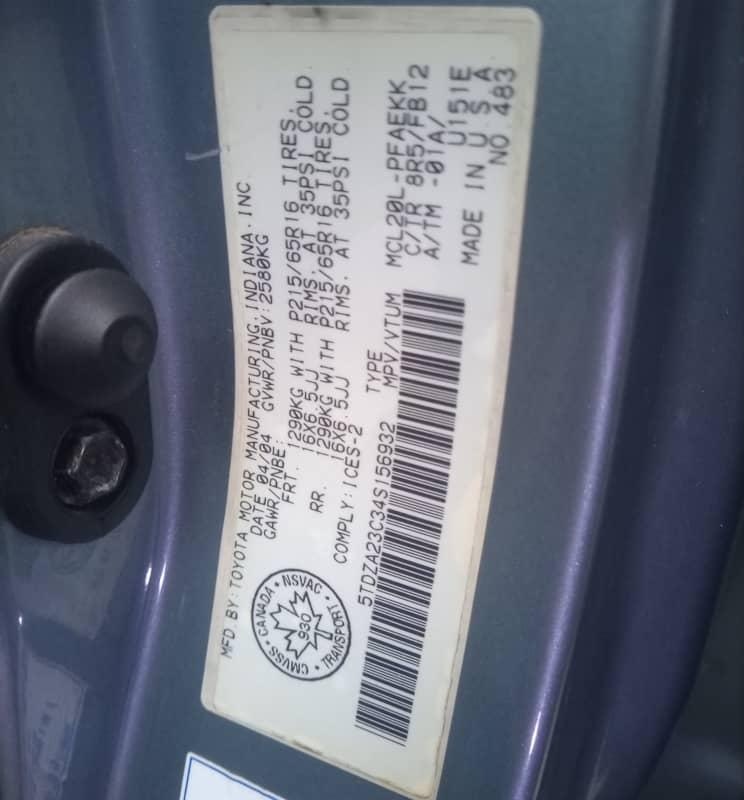 MFD. BY: TOYOTA MOTOR MANUFACTURING, INDIANA, INC
DATE 04/04 GVWR/PNBV: 2580KG
GAWR/PNBE:
FRT. 1290KG WITH P215/65R16 TIRES,
16X6.5JJ RIMS, AT 35PSI COLD
RR. 1290KG WITH P215/65R16 TIRES,
16X6.5JJ RIMS. AT 35PSI COLD
COMPLY: ICES-2
CMVSS • CANADA • NSVAC • TRANSPORT
930
5TDZA23C34S156932
TYPE
MPV/VTUM
MCL20L-PFAEKK
C/TR 8R5/FB12
A/TM -01A/
U151E
MADE IN U S A
NO 483